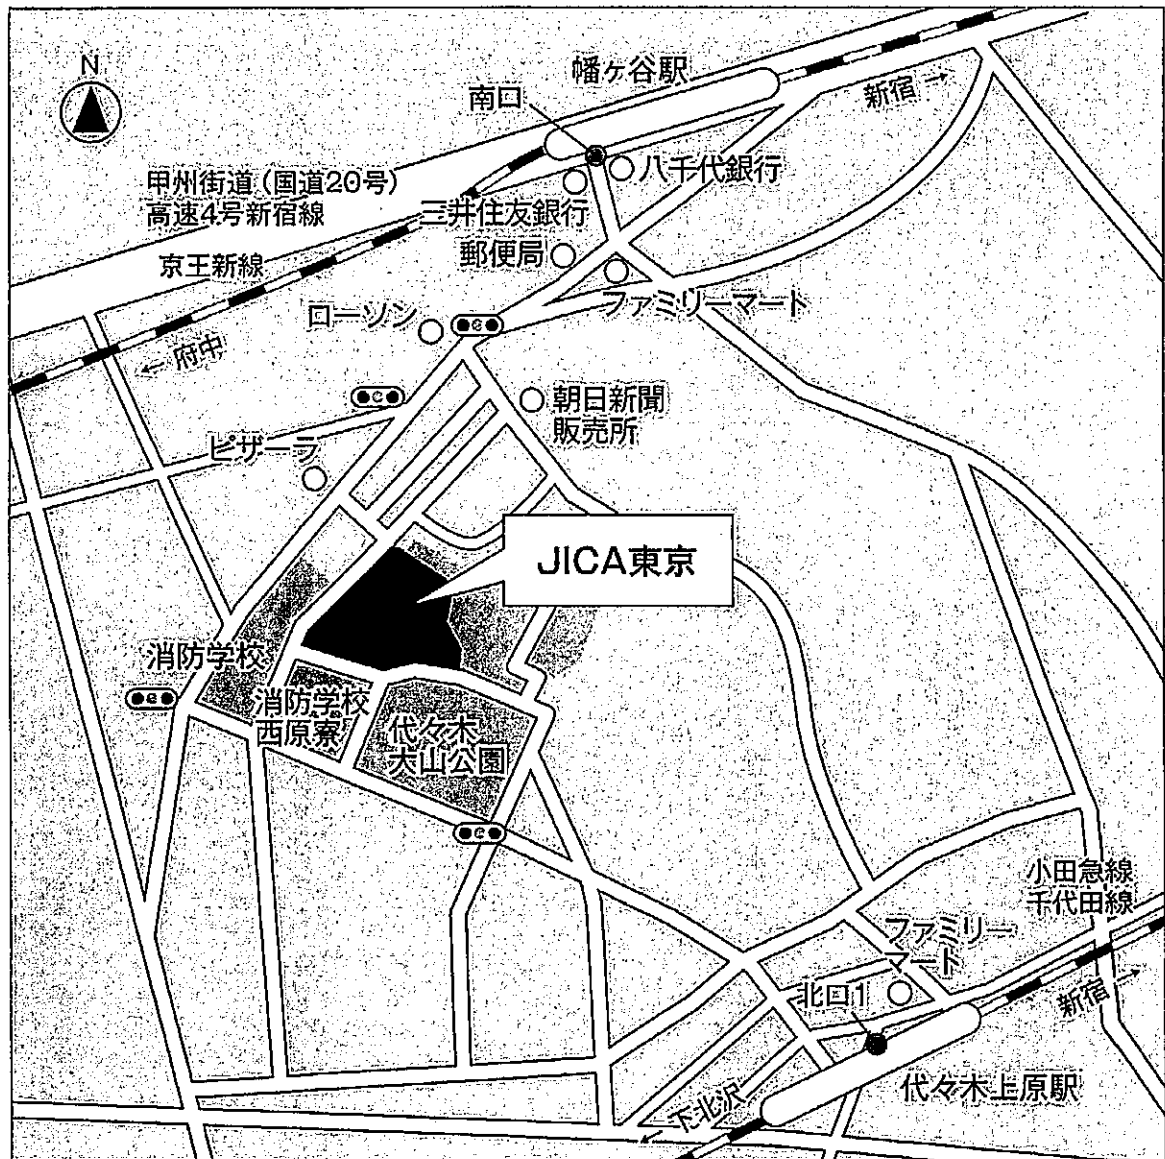 N
幡ヶ谷駅
南口
新宿 →
八千代銀行
甲州街道（国道20号）
高速4号新宿線
三井住友銀行
郵便局
京王新線
ファミリーマート
ローソン
← 府中
朝日新聞
販売所
ピザーラ
JICA東京
消防学校
消防学校
西原寮
代々木
大山公園
小田急線
千代田線
ファミリー
マート
北口1
新宿 →
代々木上原駅
← 下北沢